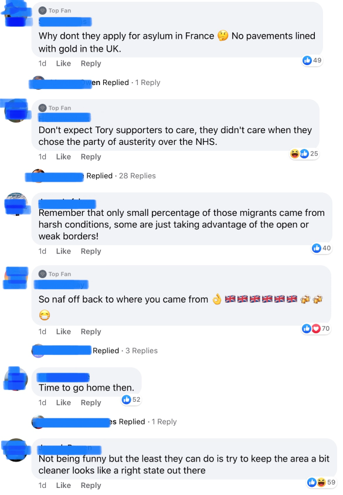 Top Fan
Why dont they apply for asylum in France 🤔 No pavements lined
with gold in the UK.
1d Like Reply
49
en Replied · 1 Reply
Top Fan
Don't expect Tory supporters to care, they didn't care when they
chose the party of austerity over the NHS.
1d Like Reply
25
Replied · 28 Replies
Remember that only small percentage of those migrants came from
harsh conditions, some are just taking advantage of the open or
weak borders!
1d Like Reply
40
Top Fan
So naf off back to where you came from 👌 🇬🇧🇬🇧🇬🇧🇬🇧🇬🇧🇬🇧
1d Like Reply
70
Replied · 3 Replies
Time to go home then.
1d Like Reply
52
es Replied · 1 Reply
Not being funny but the least they can do is try to keep the area a bit
cleaner looks like a right state out there
1d Like Reply
59